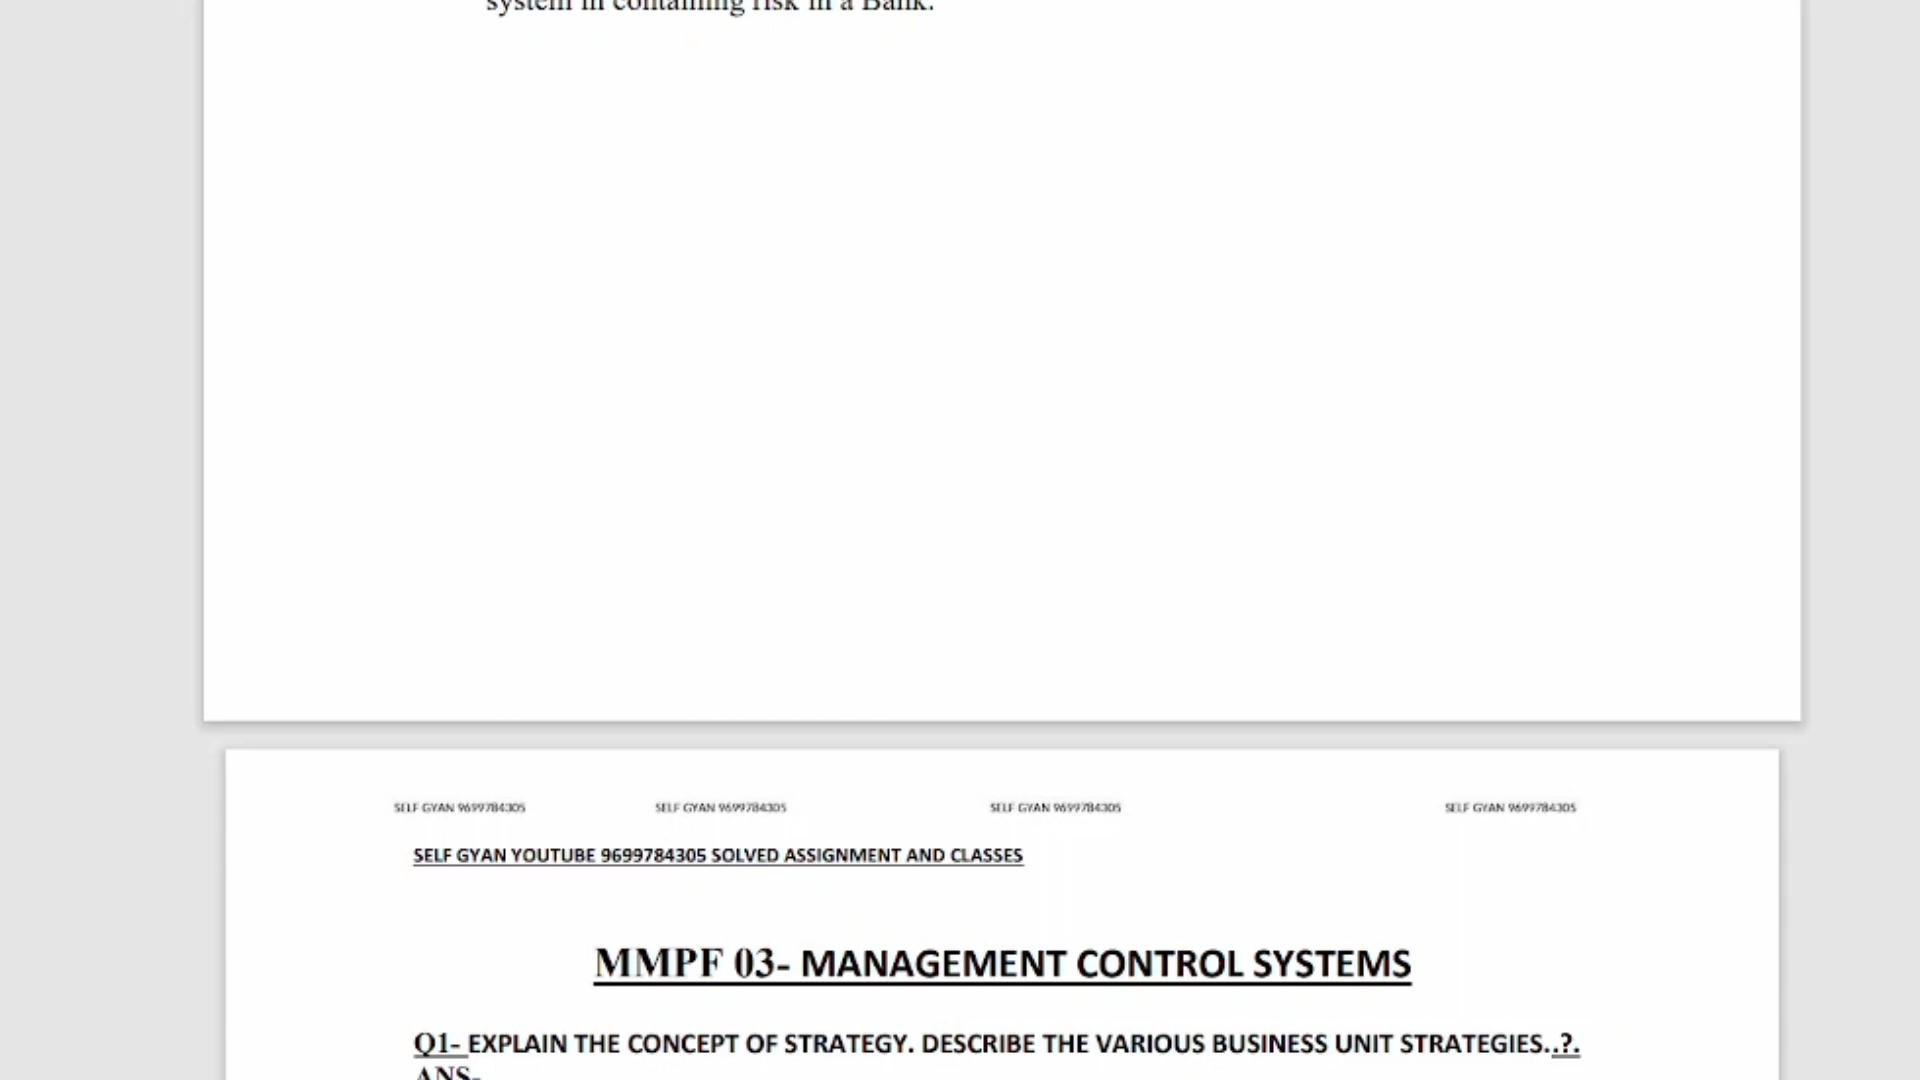 system in containing risk in a Bank.
SELF GYAN 9699784305 SELF GYAN 9699784305 SELF GYAN 9699784305 SELF GYAN 9699784305
SELF GYAN YOUTUBE 9699784305 SOLVED ASSIGNMENT AND CLASSES
MMPF 03- MANAGEMENT CONTROL SYSTEMS
Q1- EXPLAIN THE CONCEPT OF STRATEGY. DESCRIBE THE VARIOUS BUSINESS UNIT STRATEGIES..?.
ANS-